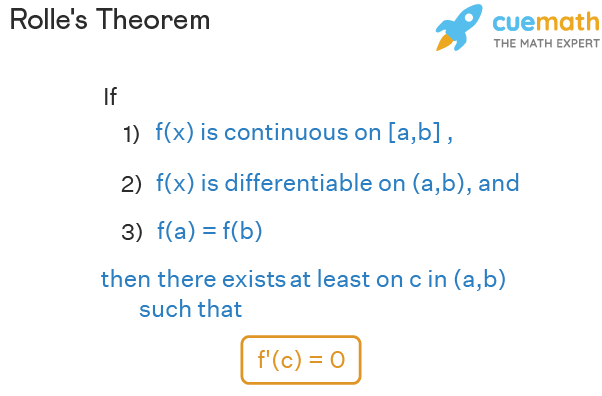 Rolle's Theorem
cuemath
THE MATH EXPERT
If
1) f(x) is continuous on [a,b] ,
2) f(x) is differentiable on (a,b), and
3) f(a) = f(b)
then there exists at least on c in (a,b)
such that
f'(c) = 0